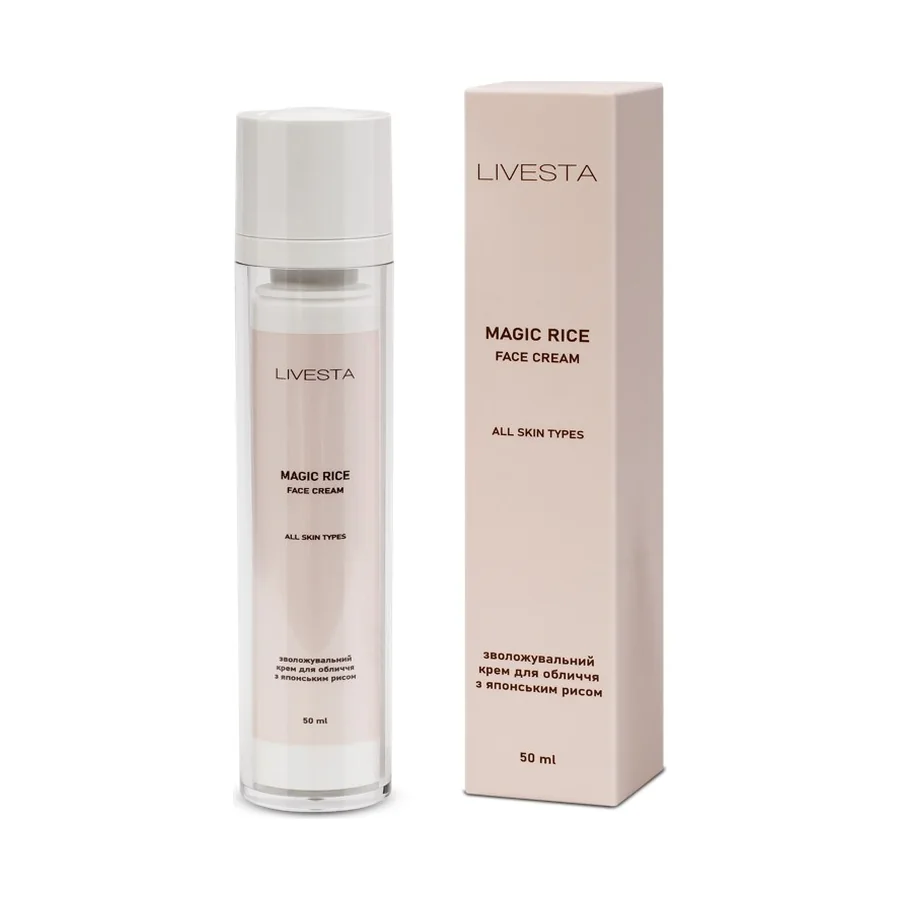 LIVESTA
MAGIC RICE
FACE CREAM
ALL SKIN TYPES
зволожувальний
крем для обличчя
з японським рисом
50 ml
LIVESTA
MAGIC RICE
FACE CREAM
ALL SKIN TYPES
зволожувальний
крем для обличчя
з японським рисом
50 ml